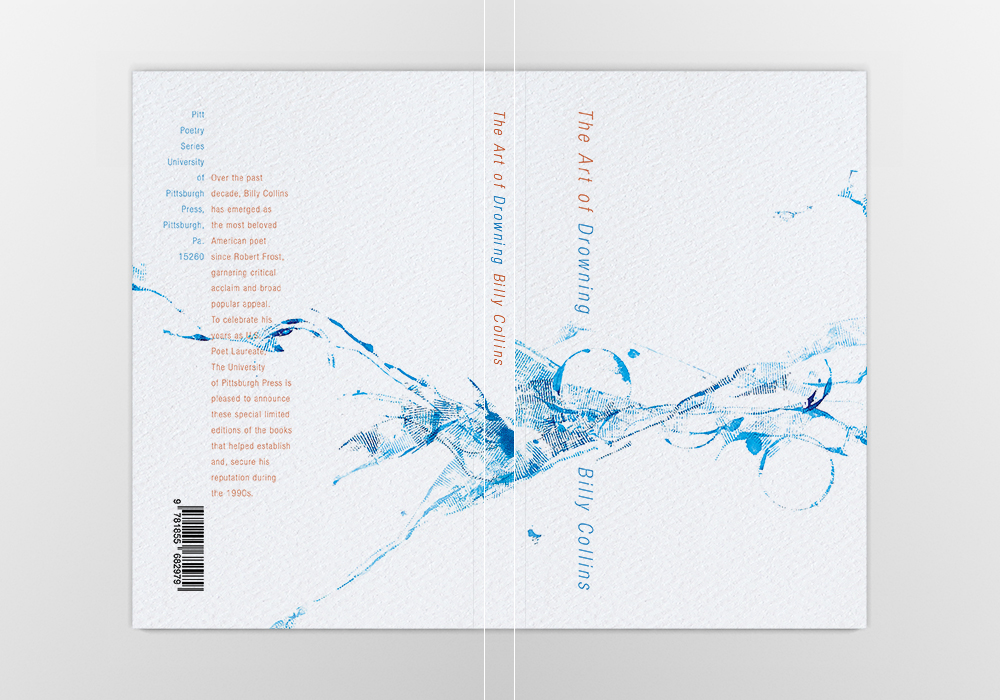 Pitt
Poetry
Series
University
of
Pittsburgh
Press,
Pittsburgh,
Pa.
15260
Over the past
decade, Billy Collins
has emerged as
the most beloved
American poet
since Robert Frost,
garnering critical
acclaim and broad
popular appeal.
To celebrate his
years as U.S.
Poet Laureate,
The University
of Pittsburgh Press is
pleased to announce
these special limited
editions of the books
that helped establish
and, secure his
reputation during
the 1990s.
9 781855 682979
The Art of Drowning Billy Collins
The Art of Drowning
Billy Collins